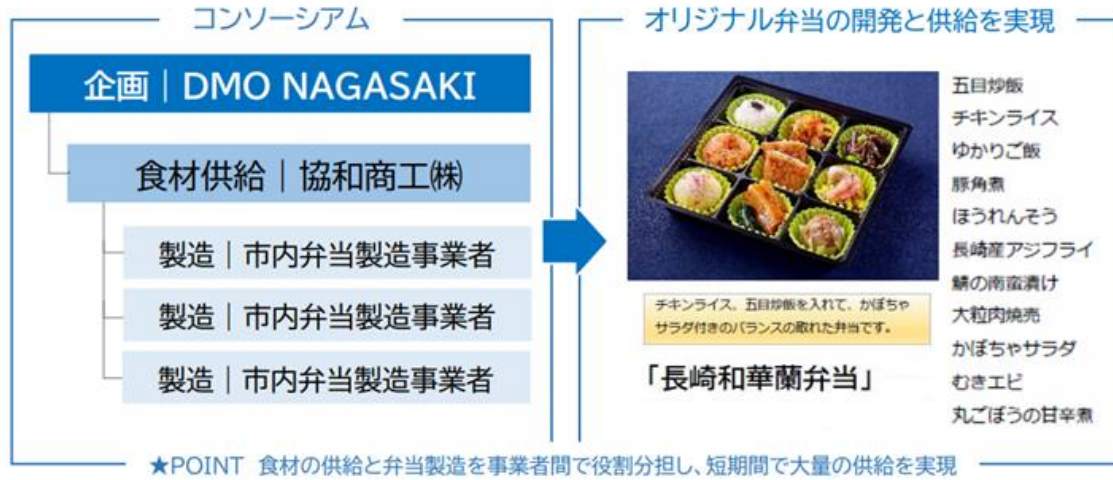 コンソーシアム
企画｜DMO NAGASAKI
食材供給｜協和商工㈱
製造｜市内弁当製造事業者
製造｜市内弁当製造事業者
製造｜市内弁当製造事業者
オリジナル弁当の開発と供給を実現
チキンライス、五目炒飯を入れて、かぼちゃ
サラダ付きのバランスの取れた弁当です。
「長崎和華蘭弁当」
五目炒飯
チキンライス
ゆかりご飯
豚角煮
ほうれんそう
長崎産アジフライ
鯖の南蛮漬け
大粒肉焼売
かぼちゃサラダ
むきエビ
丸ごぼうの甘辛煮
★POINT 食材の供給と弁当製造を事業者間で役割分担し、短期間で大量の供給を実現